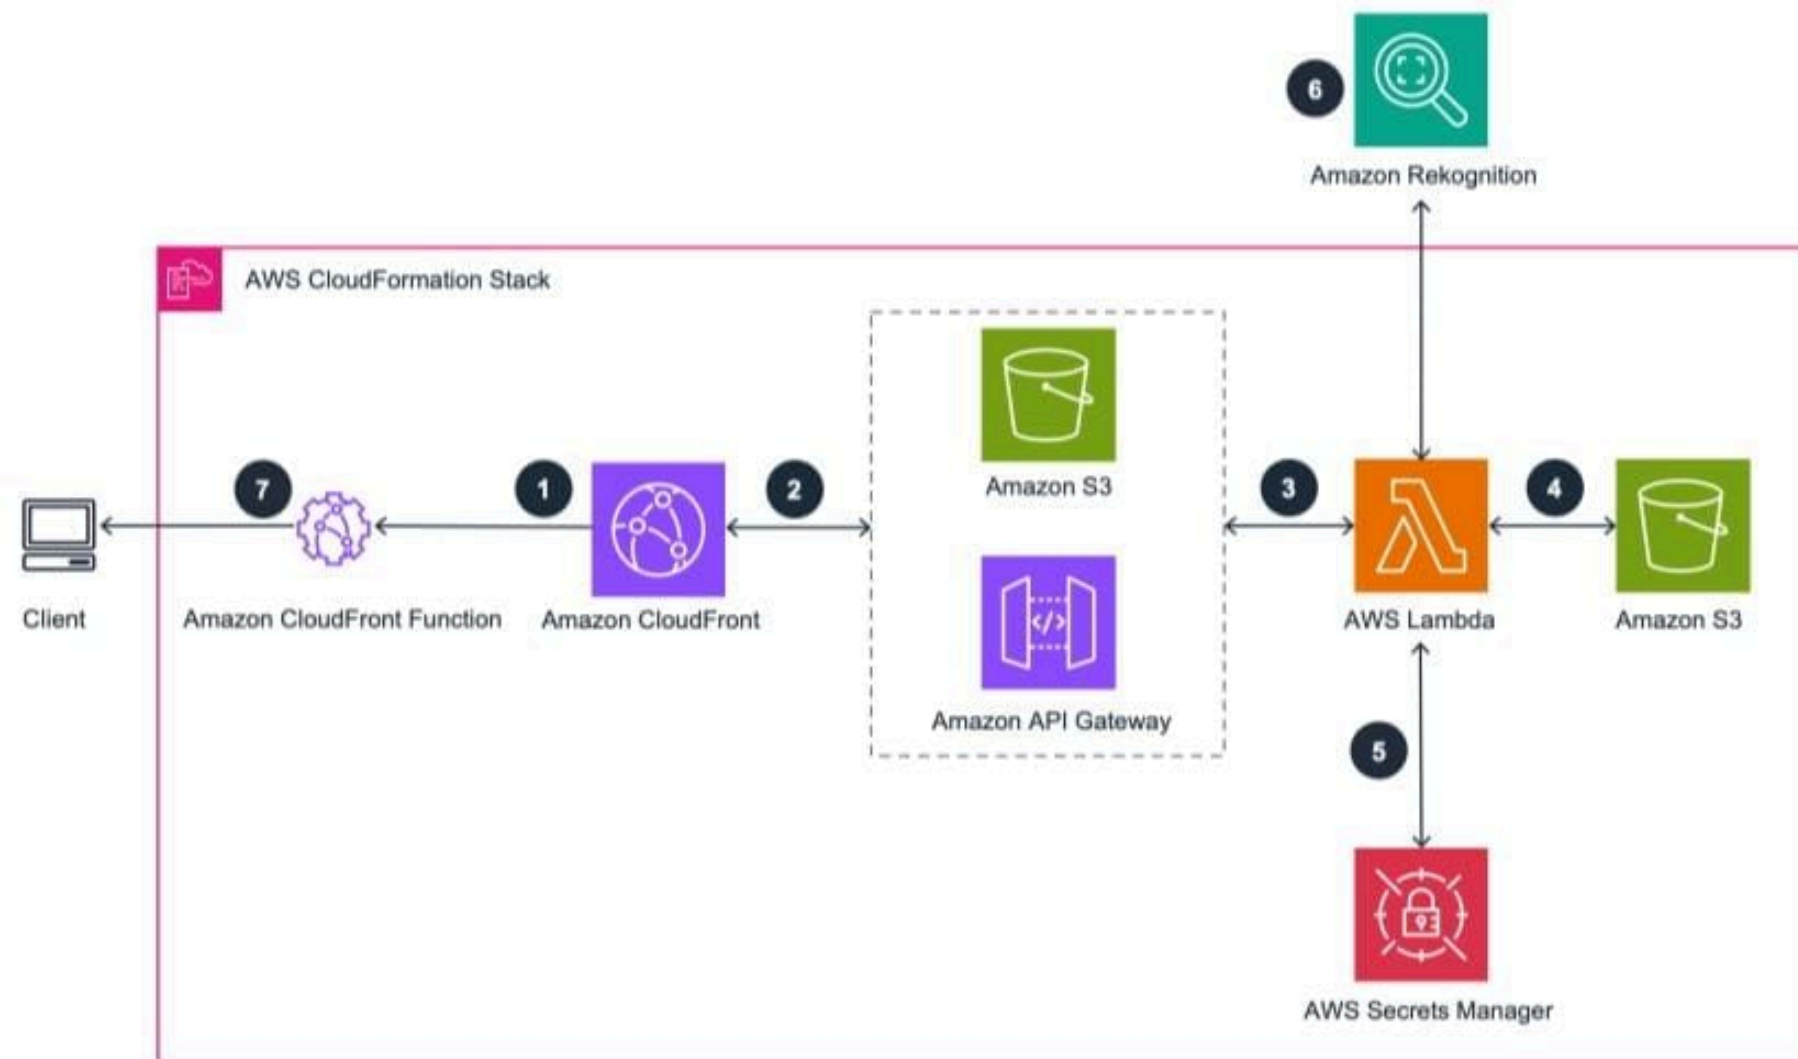 6
Amazon Rekognition
AWS CloudFormation Stack
Amazon S3
7
1
2
3
4
Client
Amazon CloudFront Function
Amazon CloudFront
</>
Amazon API Gateway
AWS Lambda
Amazon S3
5
AWS Secrets Manager